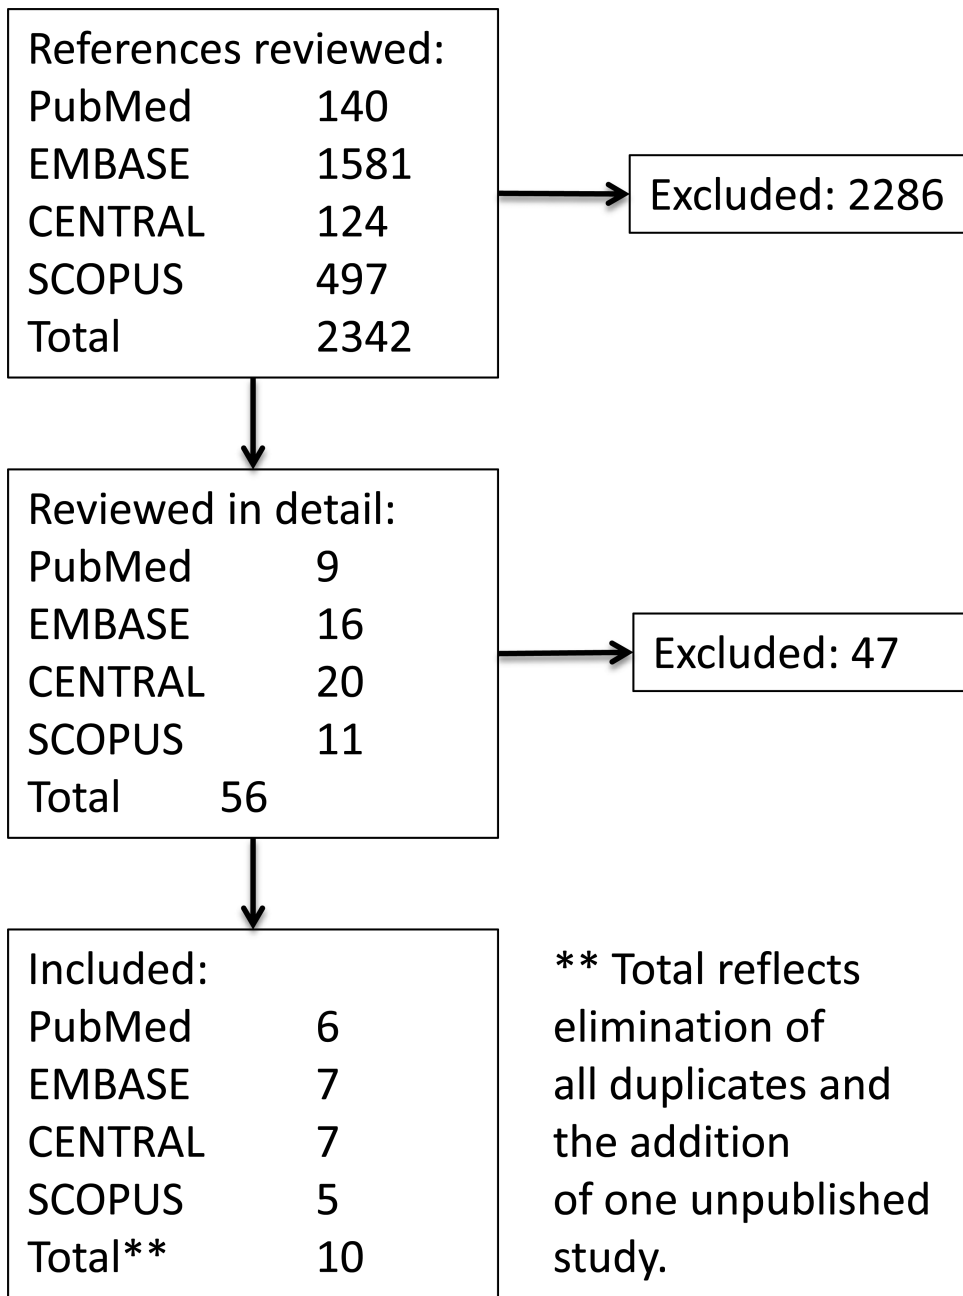 References reviewed:
PubMed 140
EMBASE 1581
CENTRAL 124
SCOPUS 497
Total 2342
Excluded: 2286
Reviewed in detail:
PubMed 9
EMBASE 16
CENTRAL 20
SCOPUS 11
Total 56
Excluded: 47
Included:
PubMed 6
EMBASE 7
CENTRAL 7
SCOPUS 5
Total** 10
** Total reflects
elimination of
all duplicates and
the addition
of one unpublished
study.